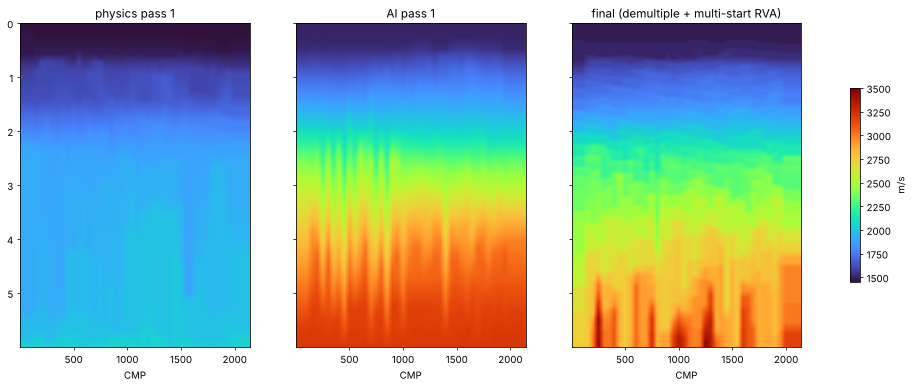 physics pass 1
AI pass 1
final (demultiple + multi-start RVA)
0
1
2
3
4
5
500 1000 1500 2000
500 1000 1500 2000
500 1000 1500 2000
CMP
CMP
CMP
3500
3250
3000
2750
2500
2250
2000
1750
1500
m/s